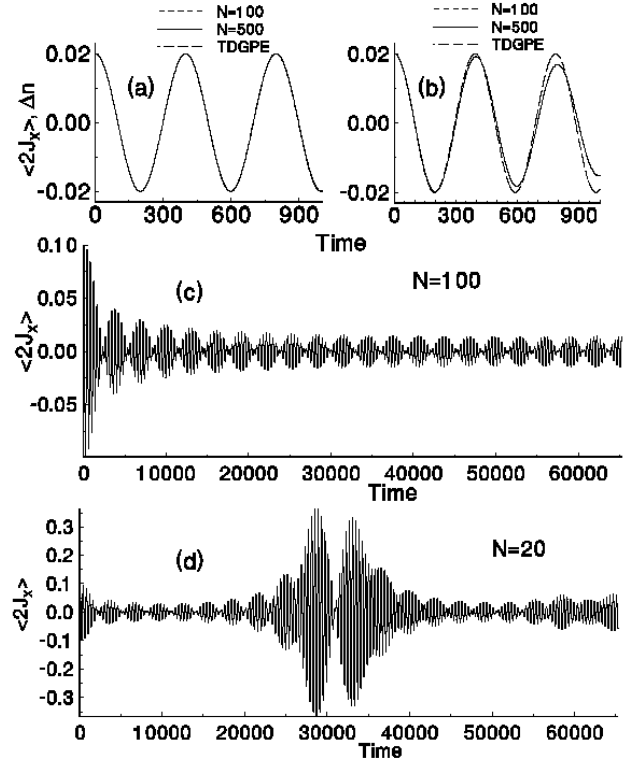 N=100 N=100
N=500 N=500
TDGPE TDGPE
<2Jx>, Δn
0.02 0.00 -0.02
(a)
0 300 600 900
0.02 0.00 -0.02
(b)
0 300 600 900
Time
<2Jx>
0.10 0.05 0.00 -0.05
(c)
N=100
0 10000 20000 30000 40000 50000 60000
Time
<2Jx>
0.3 0.2 0.1 0.0 -0.1 -0.2 -0.3
(d)
N=20
0 10000 20000 30000 40000 50000 60000
Time